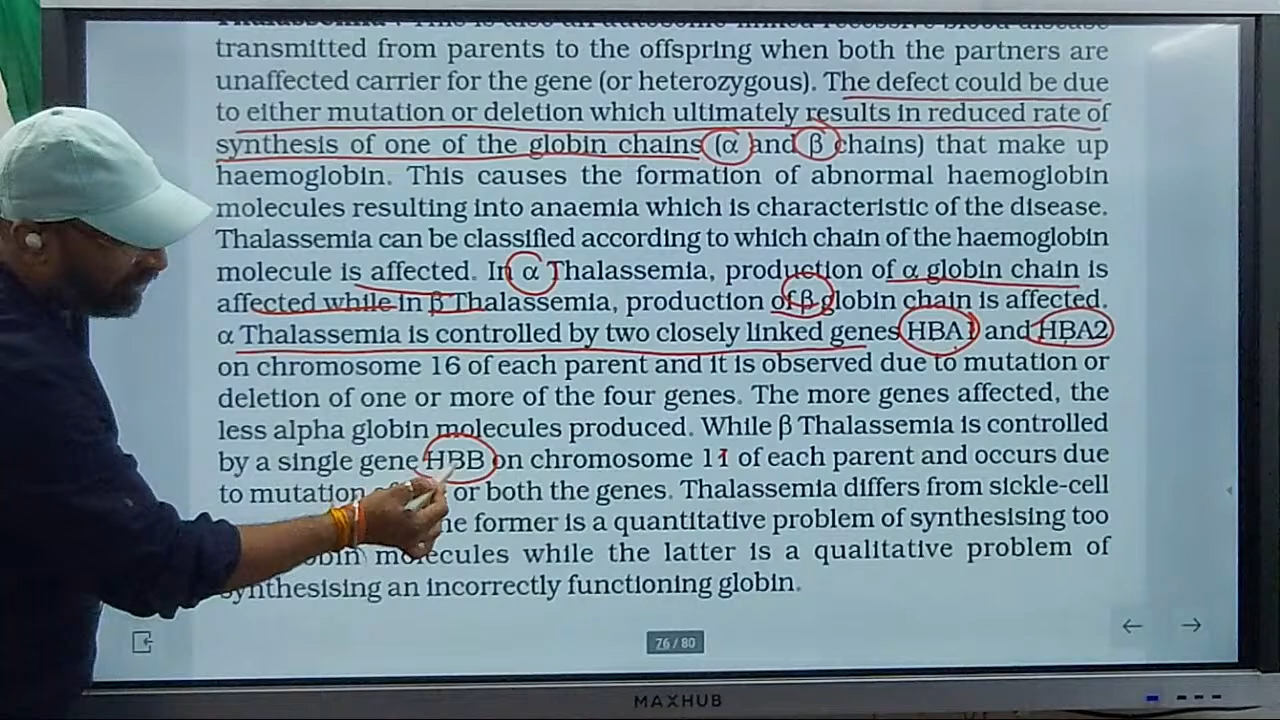 Thalassemia : This is also an autosome-linked recessive blood disease
transmitted from parents to the offspring when both the partners are
unaffected carrier for the gene (or heterozygous). The defect could be due
to either mutation or deletion which ultimately results in reduced rate of
synthesis of one of the globin chains (α and β chains) that make up
haemoglobin. This causes the formation of abnormal haemoglobin
molecules resulting into anaemia which is characteristic of the disease.
Thalassemia can be classified according to which chain of the haemoglobin
molecule is affected. In α Thalassemia, production of α globin chain is
affected while in β Thalassemia, production of β globin chain is affected.
α Thalassemia is controlled by two closely linked genes HBA1 and HBA2
on chromosome 16 of each parent and it is observed due to mutation or
deletion of one or more of the four genes. The more genes affected, the
less alpha globin molecules produced. While β Thalassemia is controlled
by a single gene HBB on chromosome 11 of each parent and occurs due
to mutation or both the genes. Thalassemia differs from sickle-cell
former is a quantitative problem of synthesising too
molecules while the latter is a qualitative problem of
synthesising an incorrectly functioning globin.
76 / 80
MAXHUB